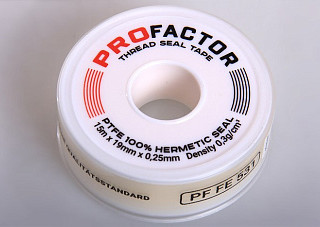 PROFACTOR
THREAD SEAL TAPE
PTFE 100% HERMETIC SEAL
15m x 19mm x 0,25mm Density 0,3g/cm³
PF FE 531